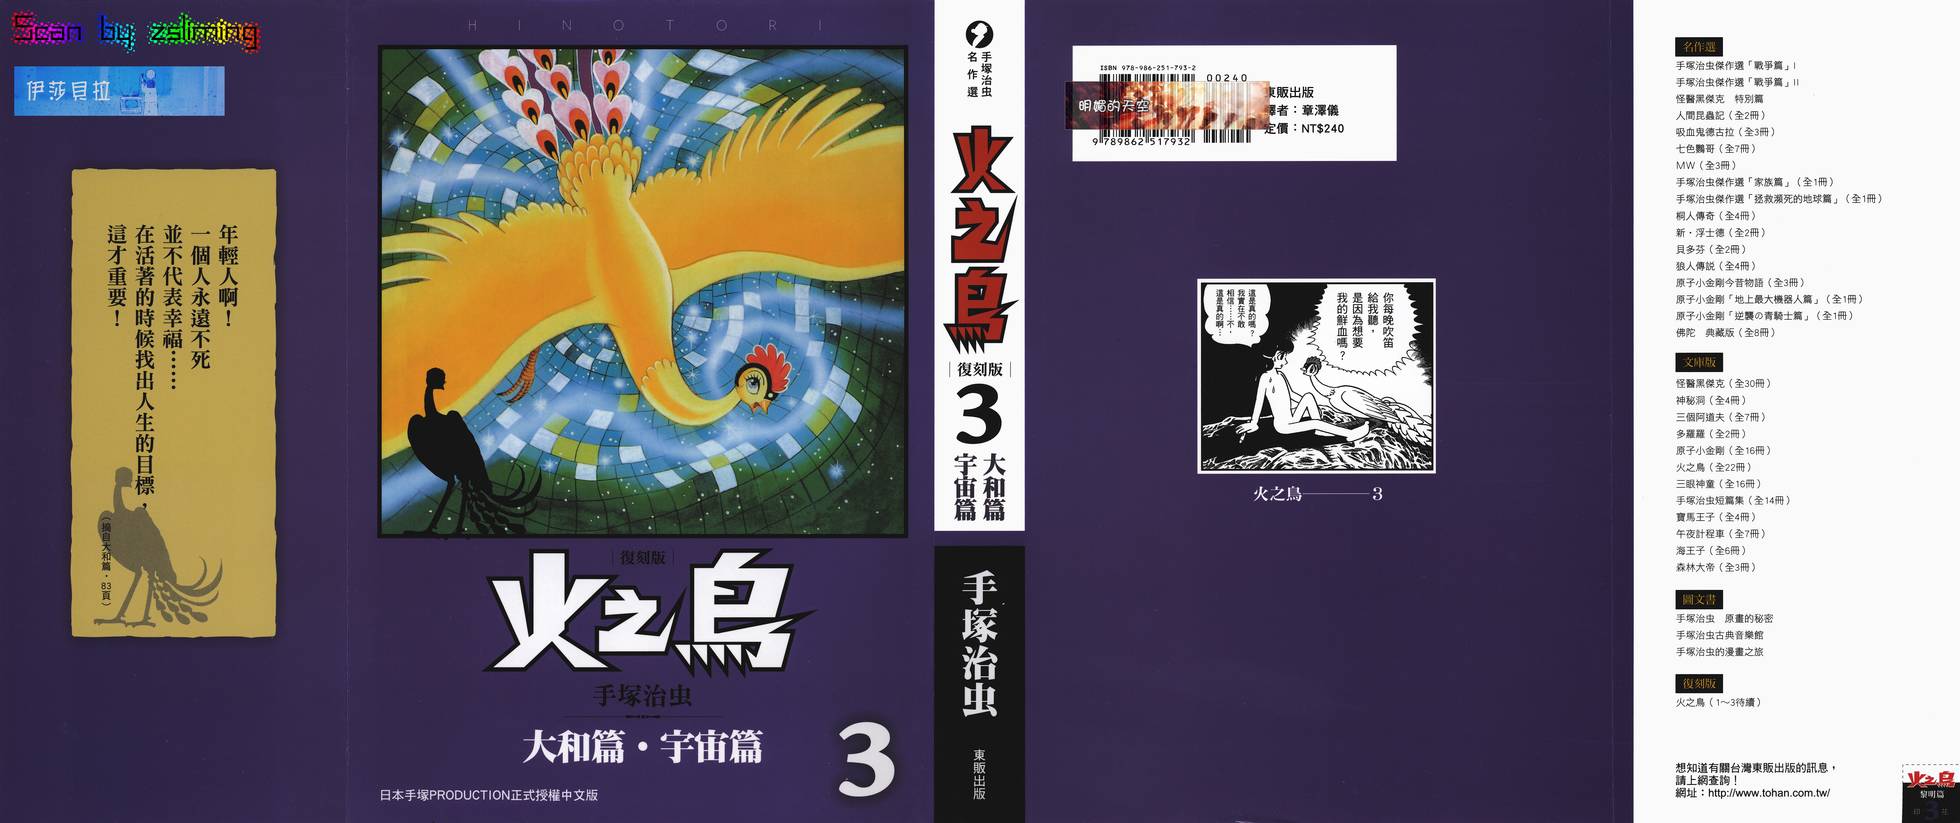 Scan by zsliming
伊莎貝拉
年輕人啊！
一個人永遠不死
並不代表幸福……
在活著的時候找出人生的目標，
這才重要！
（摘自大和篇・83頁）
HINOTORI
復刻版
火之鳥
手塚治虫
大和篇・宇宙篇
3
日本手塚PRODUCTION正式授權中文版
手塚治虫
名作選
火之鳥
復刻版
3
大和篇
宇宙篇
手塚治虫
東販出版
ISBN 978-986-251-793-2
00240
明媚的天空
9 789862 517932
東販出版
譯者：章澤儀
定價：NT$240
你每晚吹笛
給我聽，
是因為想要
我的鮮血嗎？
這是真的嗎？
我實在不敢
相信……不，
這是真的啊…
火之鳥———3
名作選
手塚治虫傑作選「戰爭篇」I
手塚治虫傑作選「戰爭篇」II
怪醫黑傑克　特別篇
人間昆蟲記（全2冊）
吸血鬼德古拉（全3冊）
七色鸚哥（全7冊）
MW（全3冊）
手塚治虫傑作選「家族篇」（全1冊）
手塚治虫傑作選「拯救瀕死的地球篇」（全1冊）
桐人傳奇（全4冊）
新・浮士德（全2冊）
貝多芬（全2冊）
狼人傳說（全4冊）
原子小金剛今昔物語（全3冊）
原子小金剛「地上最大機器人篇」（全1冊）
原子小金剛「逆襲の青騎士篇」（全1冊）
佛陀　典藏版（全8冊）
文庫版
怪醫黑傑克（全30冊）
神秘洞（全4冊）
三個阿道夫（全7冊）
多羅羅（全2冊）
原子小金剛（全16冊）
火之鳥（全22冊）
三眼神童（全16冊）
手塚治虫短篇集（全14冊）
寶馬王子（全4冊）
午夜計程車（全7冊）
海王子（全6冊）
森林大帝（全3冊）
圖文書
手塚治虫　原畫的秘密
手塚治虫古典音樂館
手塚治虫的漫畫之旅
復刻版
火之鳥（1～3待續）
想知道有關台灣東販出版的訊息，
請上網查詢！
網址：http://www.tohan.com.tw/
火之鳥
黎明篇
印 3 花